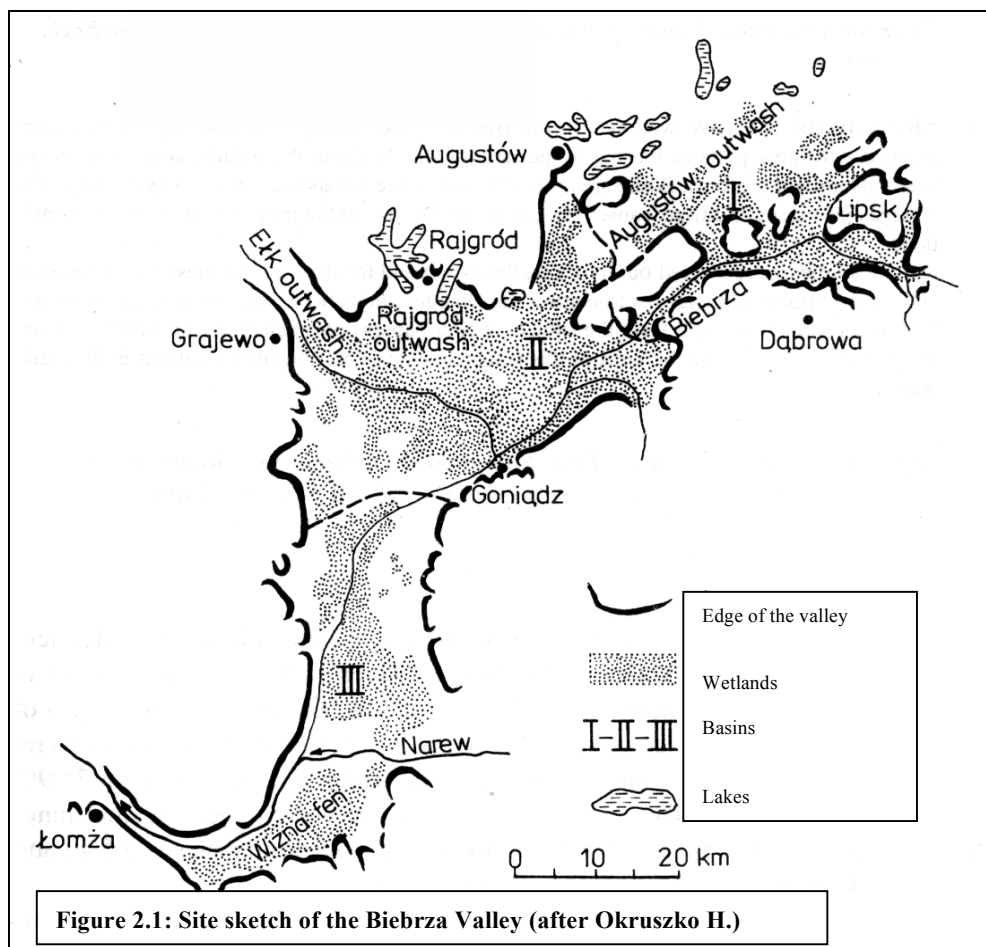 Augustów
Augustów outwash
I
Lipsk
Ełk outwash
Rajgród
Rajgród
outwash
Grajewo
II
Biebrza
Dąbrowa
Goniądz
III
Narew
Wizna fen
Łomża
Edge of the valley
Wetlands
I-II-III
Basins
Lakes
0 10 20 km
Figure 2.1: Site sketch of the Biebrza Valley (after Okruszko H.)